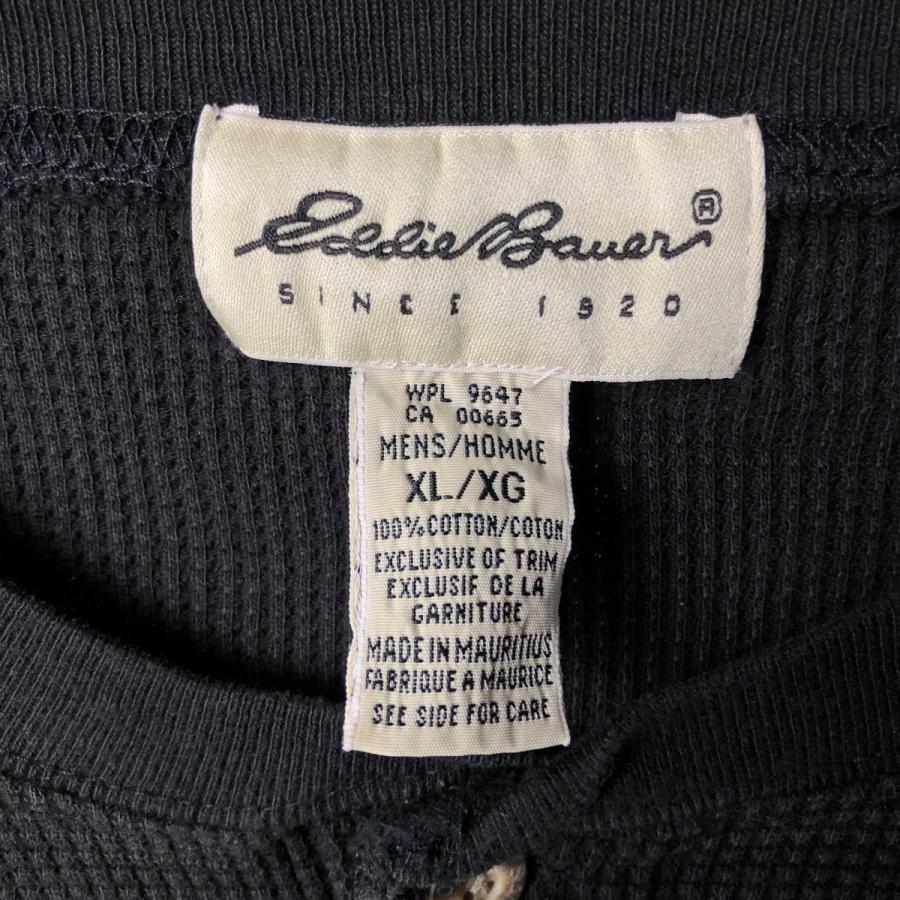 Eddie Bauer®
SINCE 1920
WPL 9647
CA 00665
MENS/HOMME
XL/XG
100% COTTON/COTON
EXCLUSIVE OF TRIM
EXCLUSIF DE LA
GARNITURE
MADE IN MAURITIUS
FABRIQUE A MAURICE
SEE SIDE FOR CARE